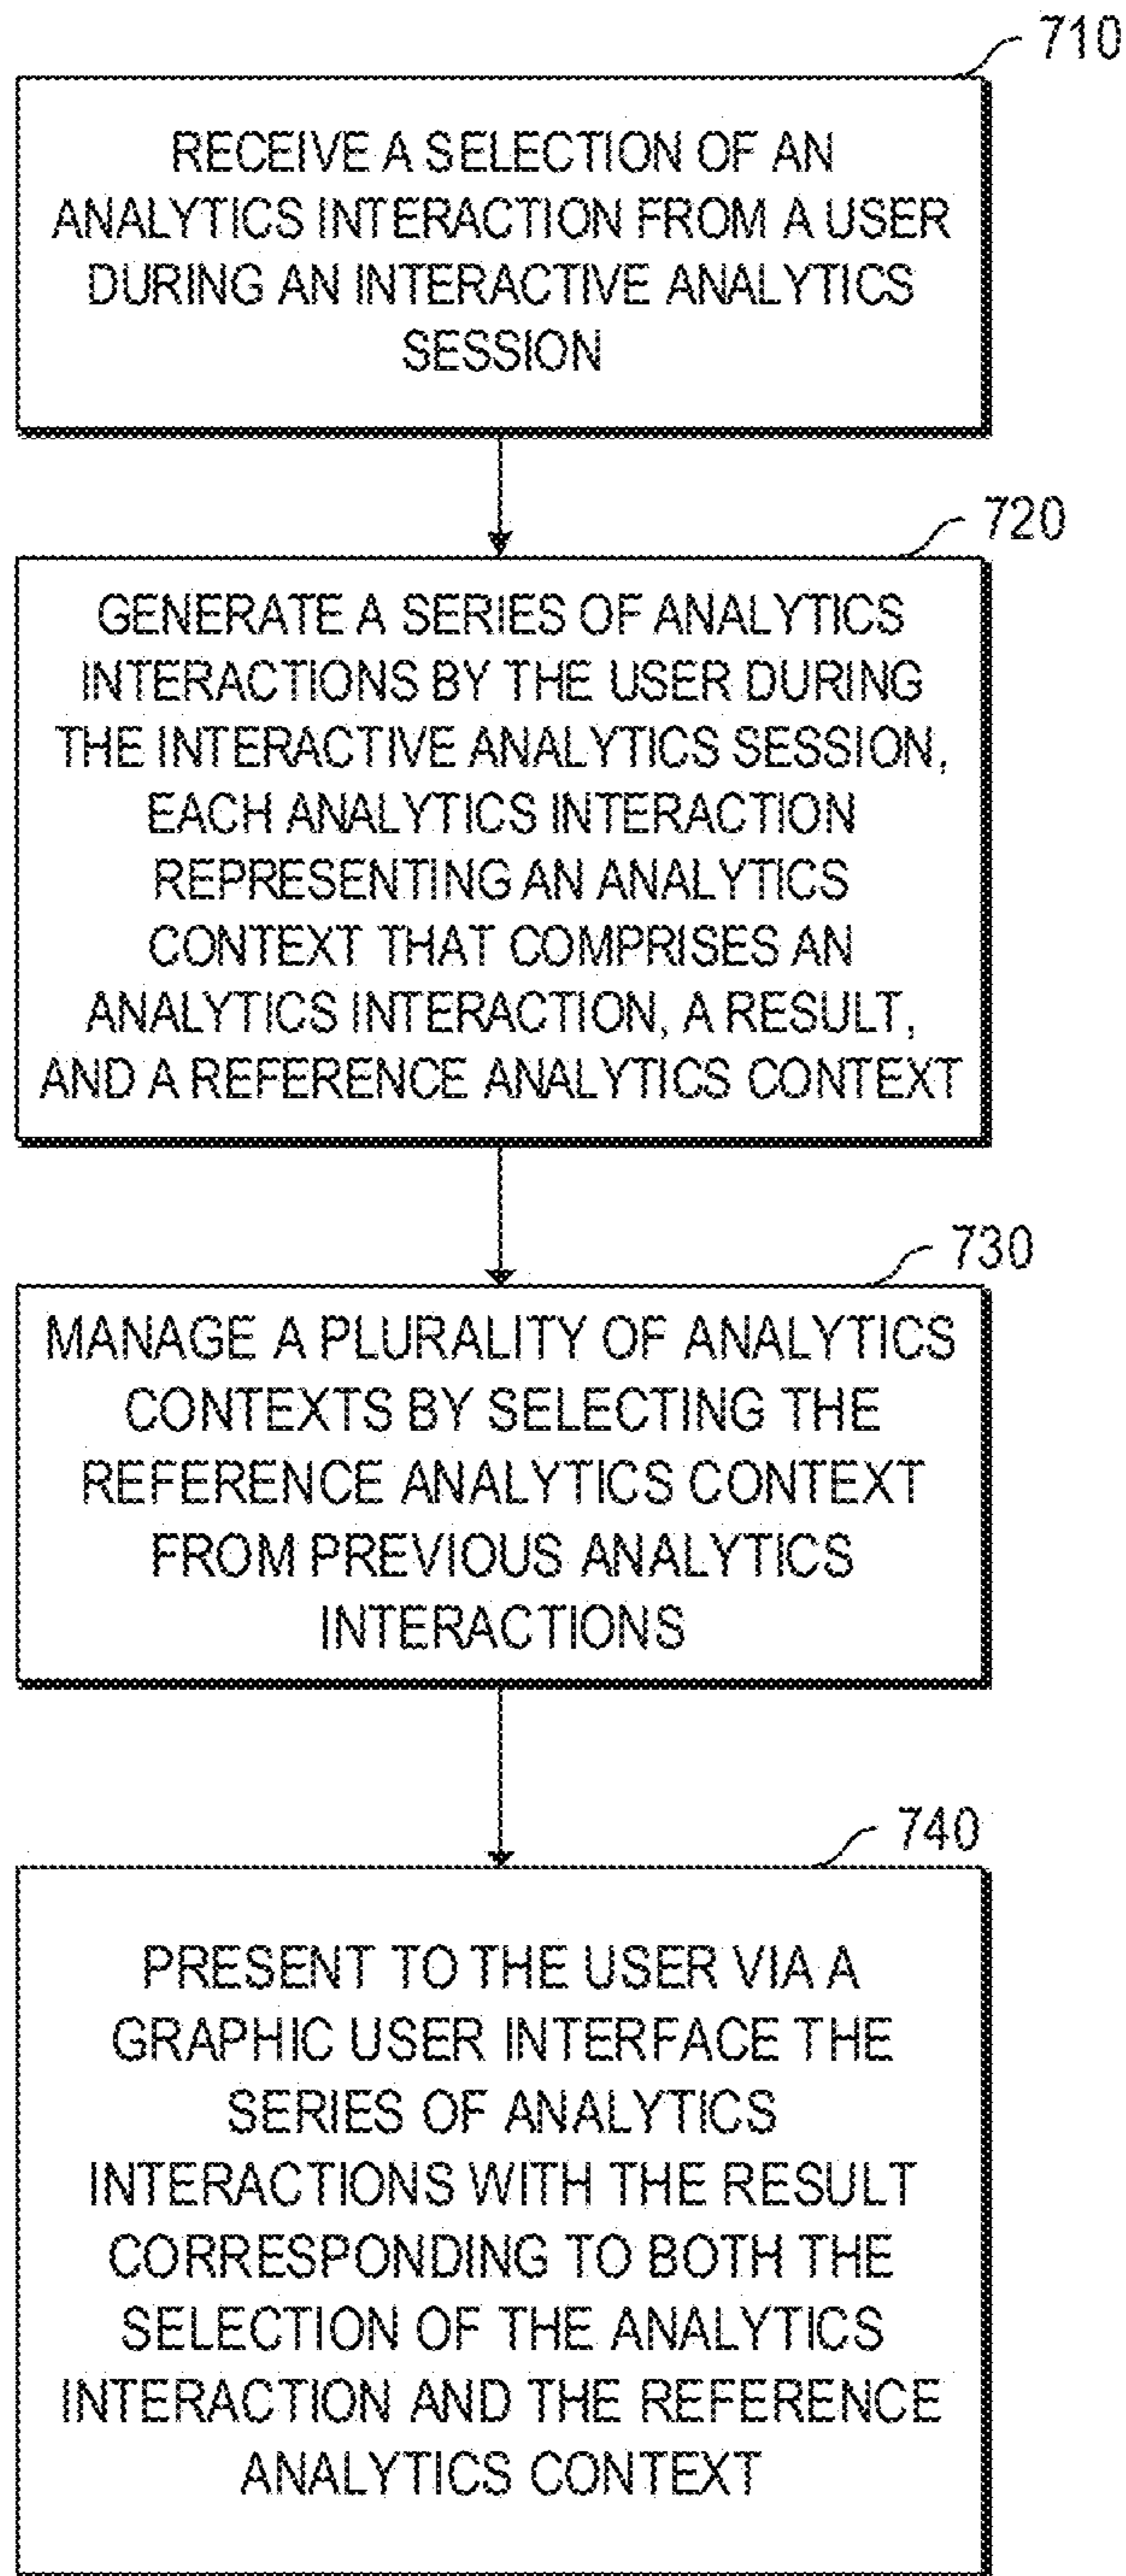 710
RECEIVE A SELECTION OF AN
ANALYTICS INTERACTION FROM A USER
DURING AN INTERACTIVE ANALYTICS
SESSION
720
GENERATE A SERIES OF ANALYTICS
INTERACTIONS BY THE USER DURING
THE INTERACTIVE ANALYTICS SESSION,
EACH ANALYTICS INTERACTION
REPRESENTING AN ANALYTICS
CONTEXT THAT COMPRISES AN
ANALYTICS INTERACTION, A RESULT,
AND A REFERENCE ANALYTICS CONTEXT
730
MANAGE A PLURALITY OF ANALYTICS
CONTEXTS BY SELECTING THE
REFERENCE ANALYTICS CONTEXT
FROM PREVIOUS ANALYTICS
INTERACTIONS
740
PRESENT TO THE USER VIA A
GRAPHIC USER INTERFACE THE
SERIES OF ANALYTICS
INTERACTIONS WITH THE RESULT
CORRESPONDING TO BOTH THE
SELECTION OF THE ANALYTICS
INTERACTION AND THE REFERENCE
ANALYTICS CONTEXT